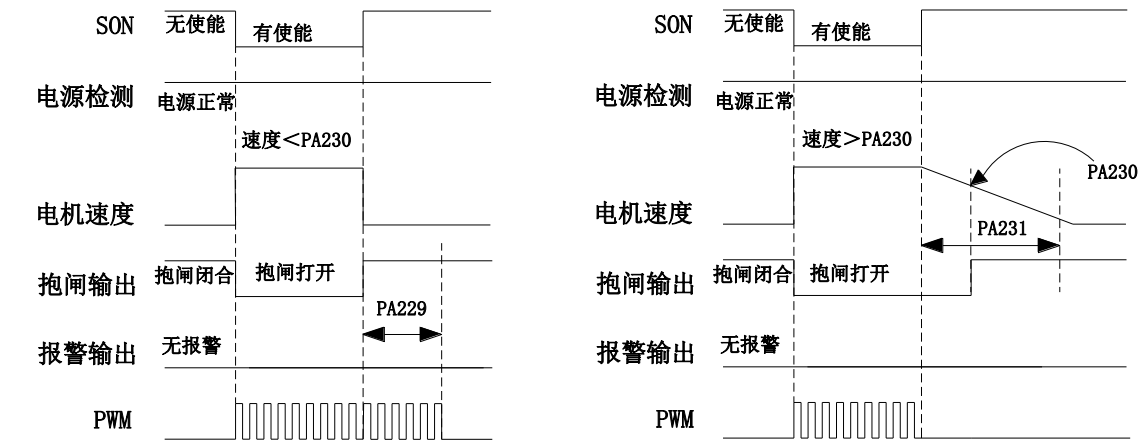 SON 无使能 有使能
电源检测 电源正常
速度＜PA230
电机速度
抱闸输出 抱闸闭合 抱闸打开
PA229
报警输出 无报警
PWM
SON 无使能 有使能
电源检测 电源正常
速度＞PA230
PA230
电机速度
PA231
抱闸输出 抱闸闭合 抱闸打开
报警输出 无报警
PWM